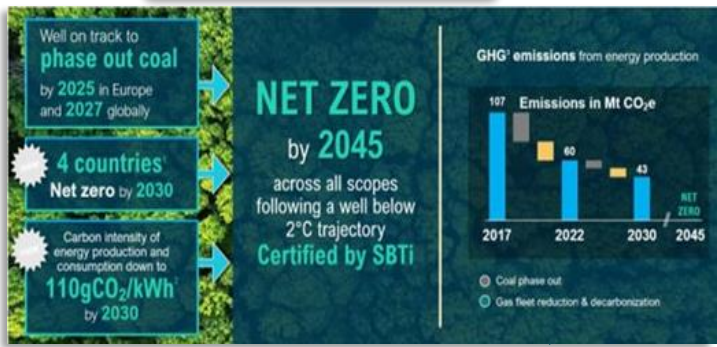 Well on track to
phase out coal
by 2025 in Europe
and 2027 globally
4 countries¹
Net zero by 2030
Carbon intensity of
energy production and
consumption down to
110gCO₂/kWh²
by 2030
NET ZERO
by 2045
across all scopes
following a well below
2°C trajectory
Certified by SBTi
GHG³ emissions from energy production
Emissions in Mt CO₂e
107
60
43
NET
ZERO
2017
2022
2030
2045
Coal phase out
Gas fleet reduction & decarbonization